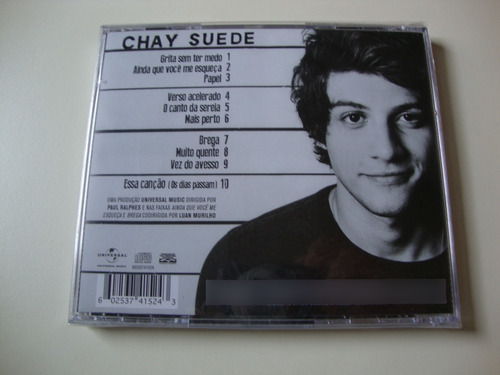 CHAY SUEDE
Grita sem ter medo 1
Ainda que você me esqueça 2
Papel 3
Verso acelerado 4
O canto da sereia 5
Mais perto 6
Brega 7
Muito quente 8
Vez do avesso 9
Essa canção (Os dias passam) 10
UMA PRODUÇÃO UNIVERSAL MUSIC DIRIGIDA POR
PAUL RALPHES E NAS FAIXAS AINDA QUE VOCÊ ME
ESQUEÇA E BREGA CODIRIGIDA POR LUAN MURILHO
UNIVERSAL
UNIVERSAL MUSIC
6 02537 41524 3